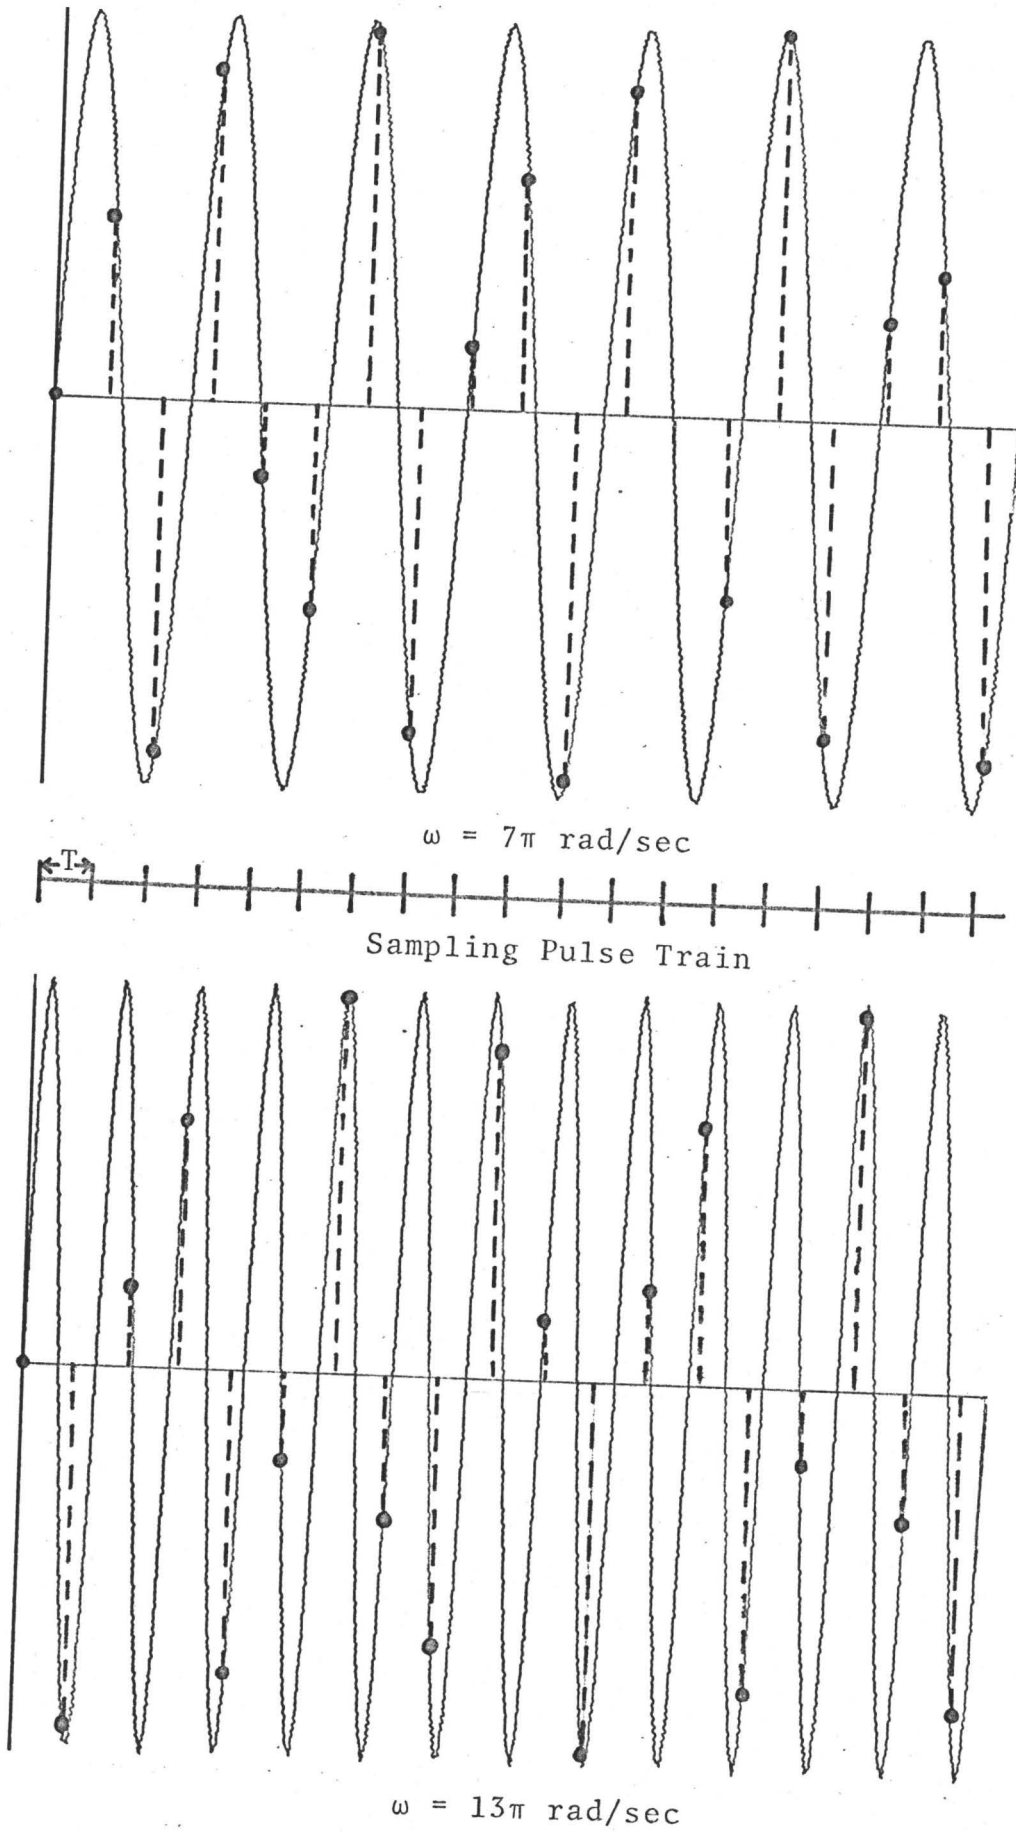 ω = 7π rad/sec
T
Sampling Pulse Train
ω = 13π rad/sec